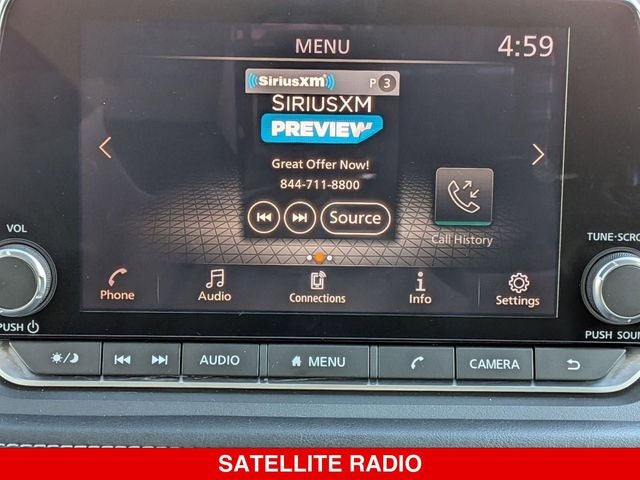 MENU 4:59
((SiriusXM)) P 3
SIRIUSXM
PREVIEW
Great Offer Now!
844-711-8800
Source
Call History
VOL
TUNE-SCRO
Phone Audio Connections Info Settings
PUSH
PUSH SOUN
AUDIO MENU CAMERA
SATELLITE RADIO